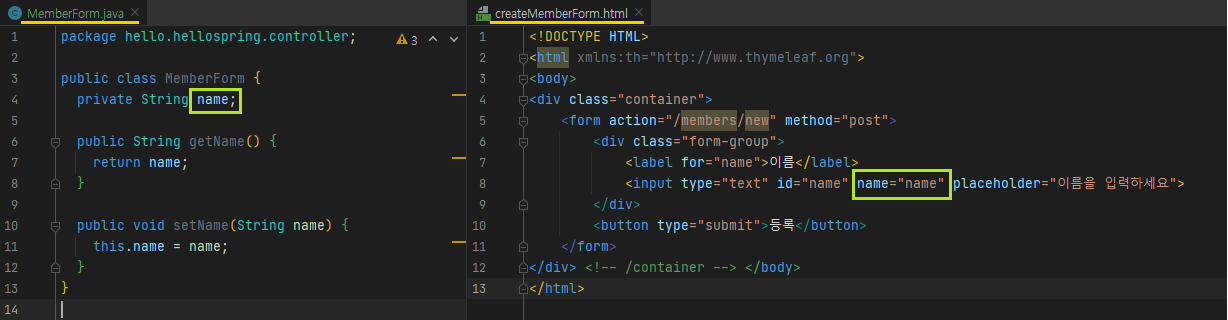 MemberForm.java
package hello.hellospring.controller;
3
public class MemberForm {
private String name;
public String getName() {
return name;
}
public void setName(String name) {
this.name = name;
}
}
1
2
3
4
5
6
7
8
9
10
11
12
13
14
createMemberForm.html
1 <!DOCTYPE HTML>
2 <html xmlns:th="http://www.thymeleaf.org">
3 <body>
4 <div class="container">
5 <form action="/members/new" method="post">
6 <div class="form-group">
7 <label for="name">이름</label>
8 <input type="text" id="name" name="name" placeholder="이름을 입력하세요">
9 </div>
10 <button type="submit">등록</button>
11 </form>
12 </div> <!-- /container --> </body>
13 </html>